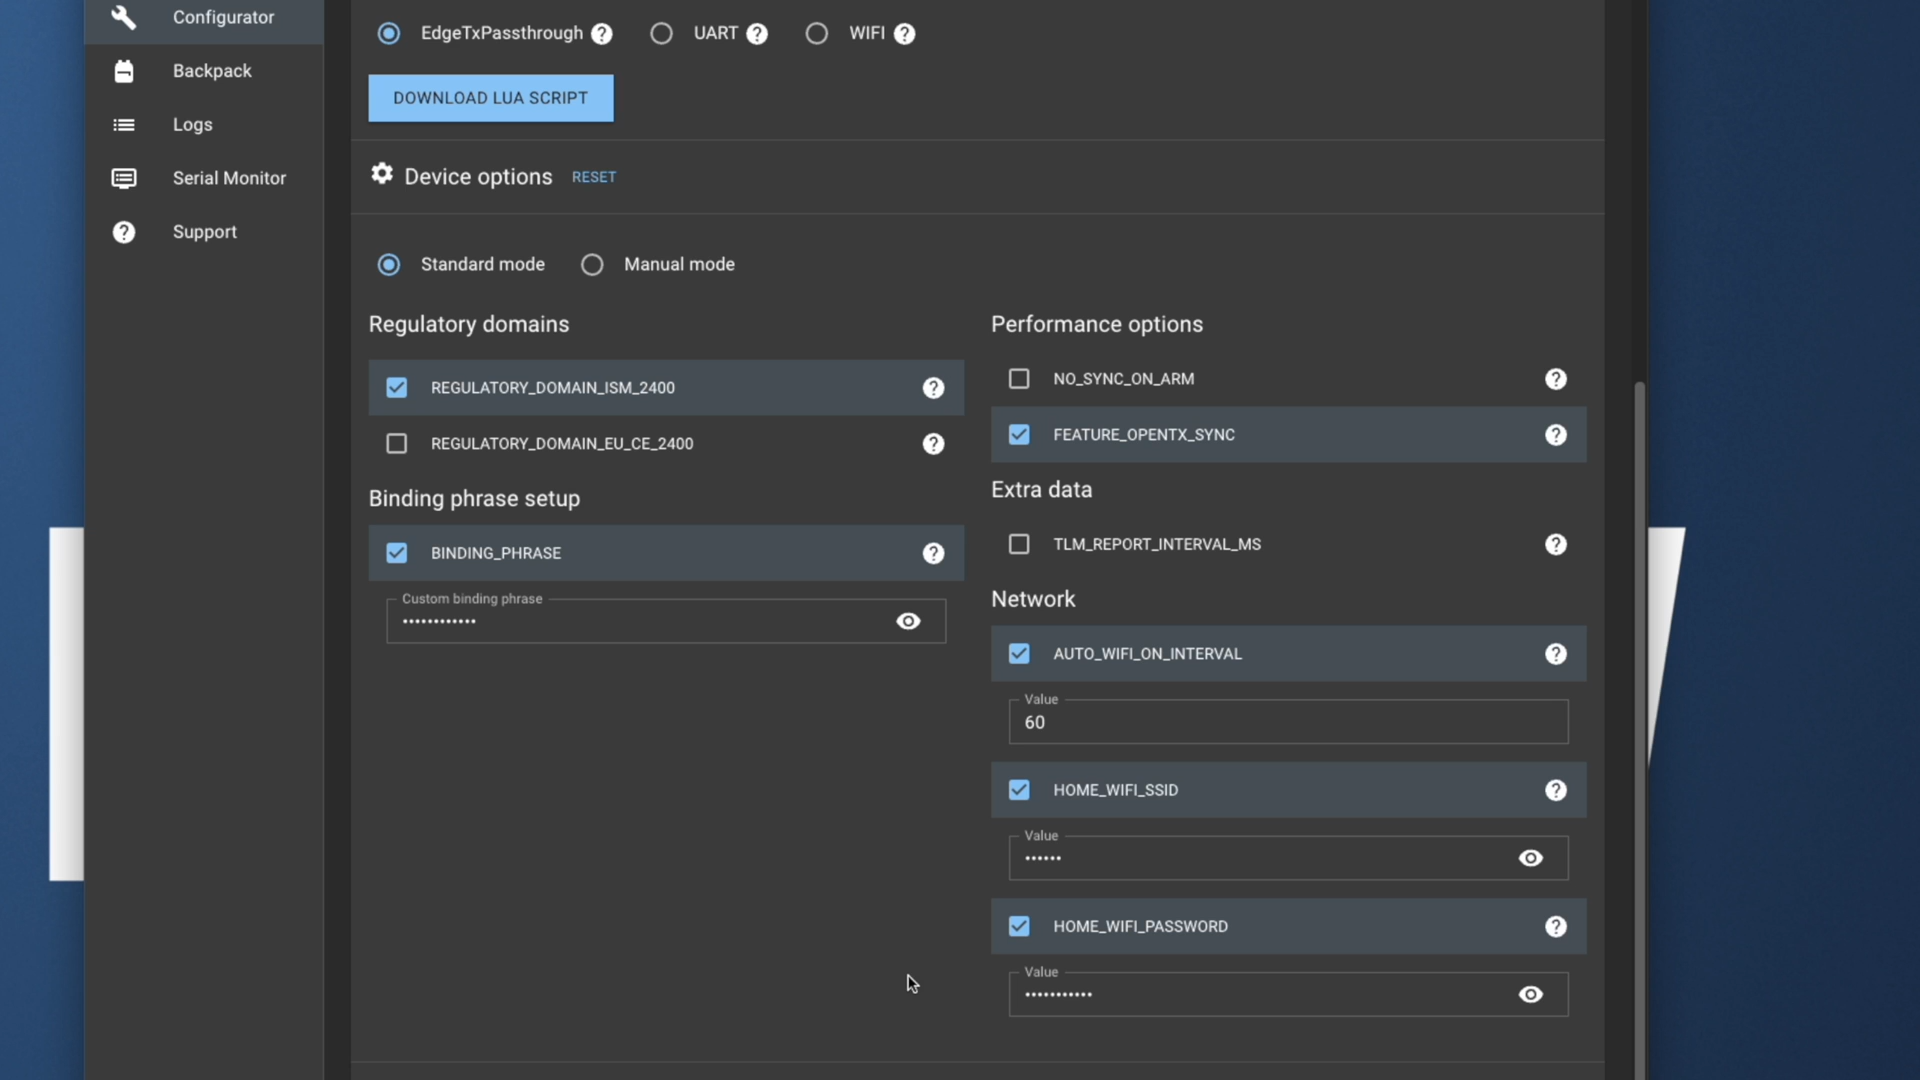 Configurator
Backpack
Logs
Serial Monitor
Support
EdgeTxPassthrough
UART
WIFI
DOWNLOAD LUA SCRIPT
Device options RESET
Standard mode
Manual mode
Regulatory domains
REGULATORY_DOMAIN_ISM_2400
REGULATORY_DOMAIN_EU_CE_2400
Binding phrase setup
BINDING_PHRASE
Custom binding phrase
••••••••••••
Performance options
NO_SYNC_ON_ARM
FEATURE_OPENTX_SYNC
Extra data
TLM_REPORT_INTERVAL_MS
Network
AUTO_WIFI_ON_INTERVAL
Value
60
HOME_WIFI_SSID
Value
••••••
HOME_WIFI_PASSWORD
Value
•••••••••••